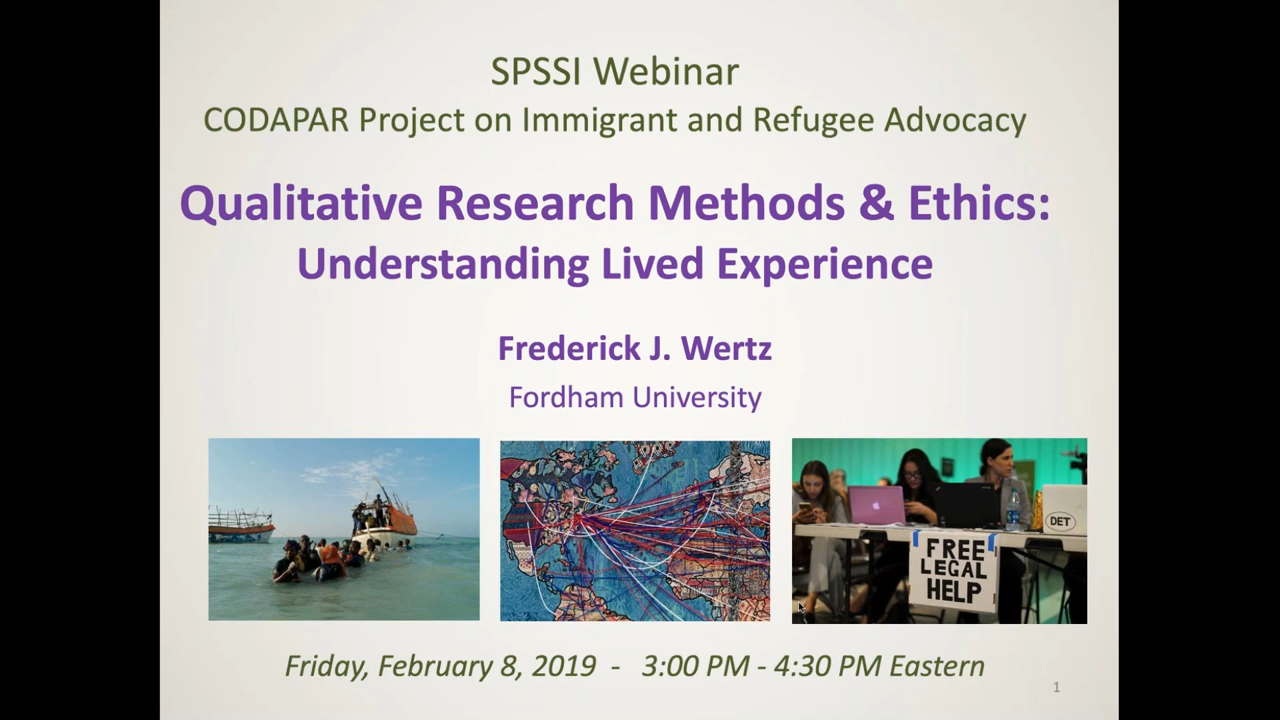 SPSSI Webinar
CODAPAR Project on Immigrant and Refugee Advocacy
Qualitative Research Methods & Ethics:
Understanding Lived Experience
Frederick J. Wertz
Fordham University
DET
FREE
LEGAL
HELP
Friday, February 8, 2019 - 3:00 PM - 4:30 PM Eastern
1